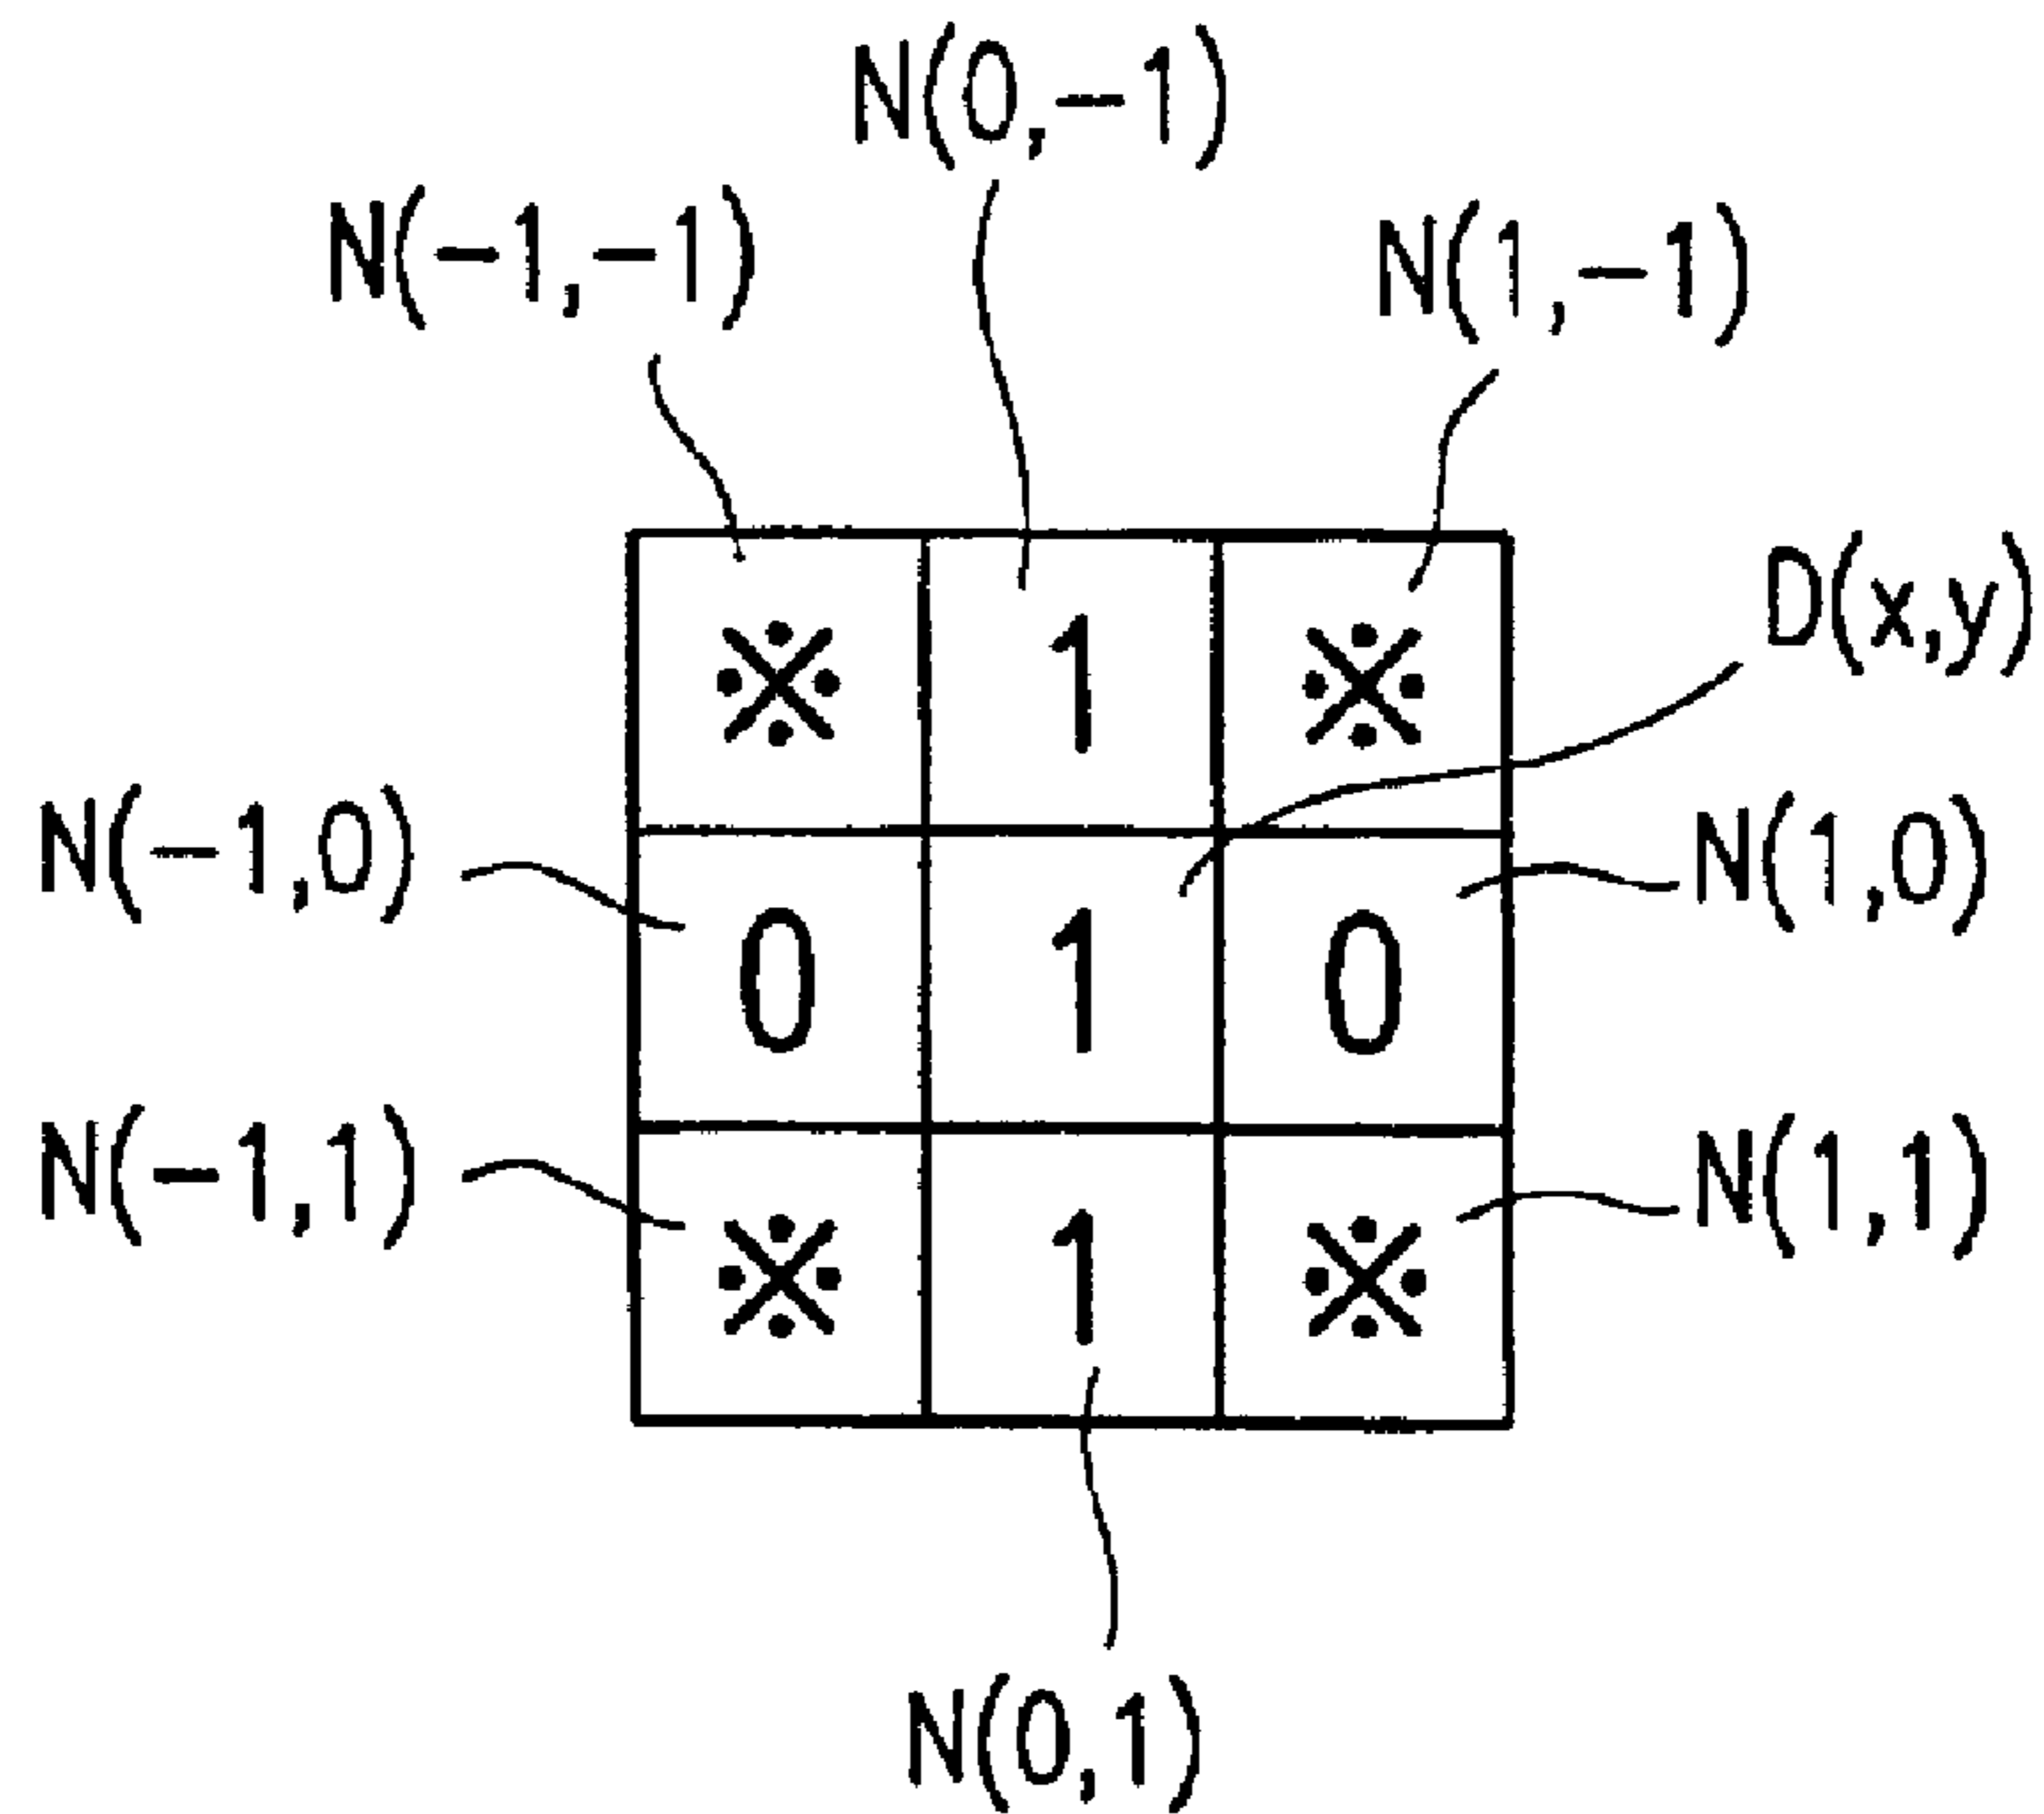 N(0,-1)
N(-1,-1)
N(1,-1)
D(x,y)
※ 1 ※
N(-1,0)
N(1,0)
0 1 0
N(-1,1)
N(1,1)
※ 1 ※
N(0,1)